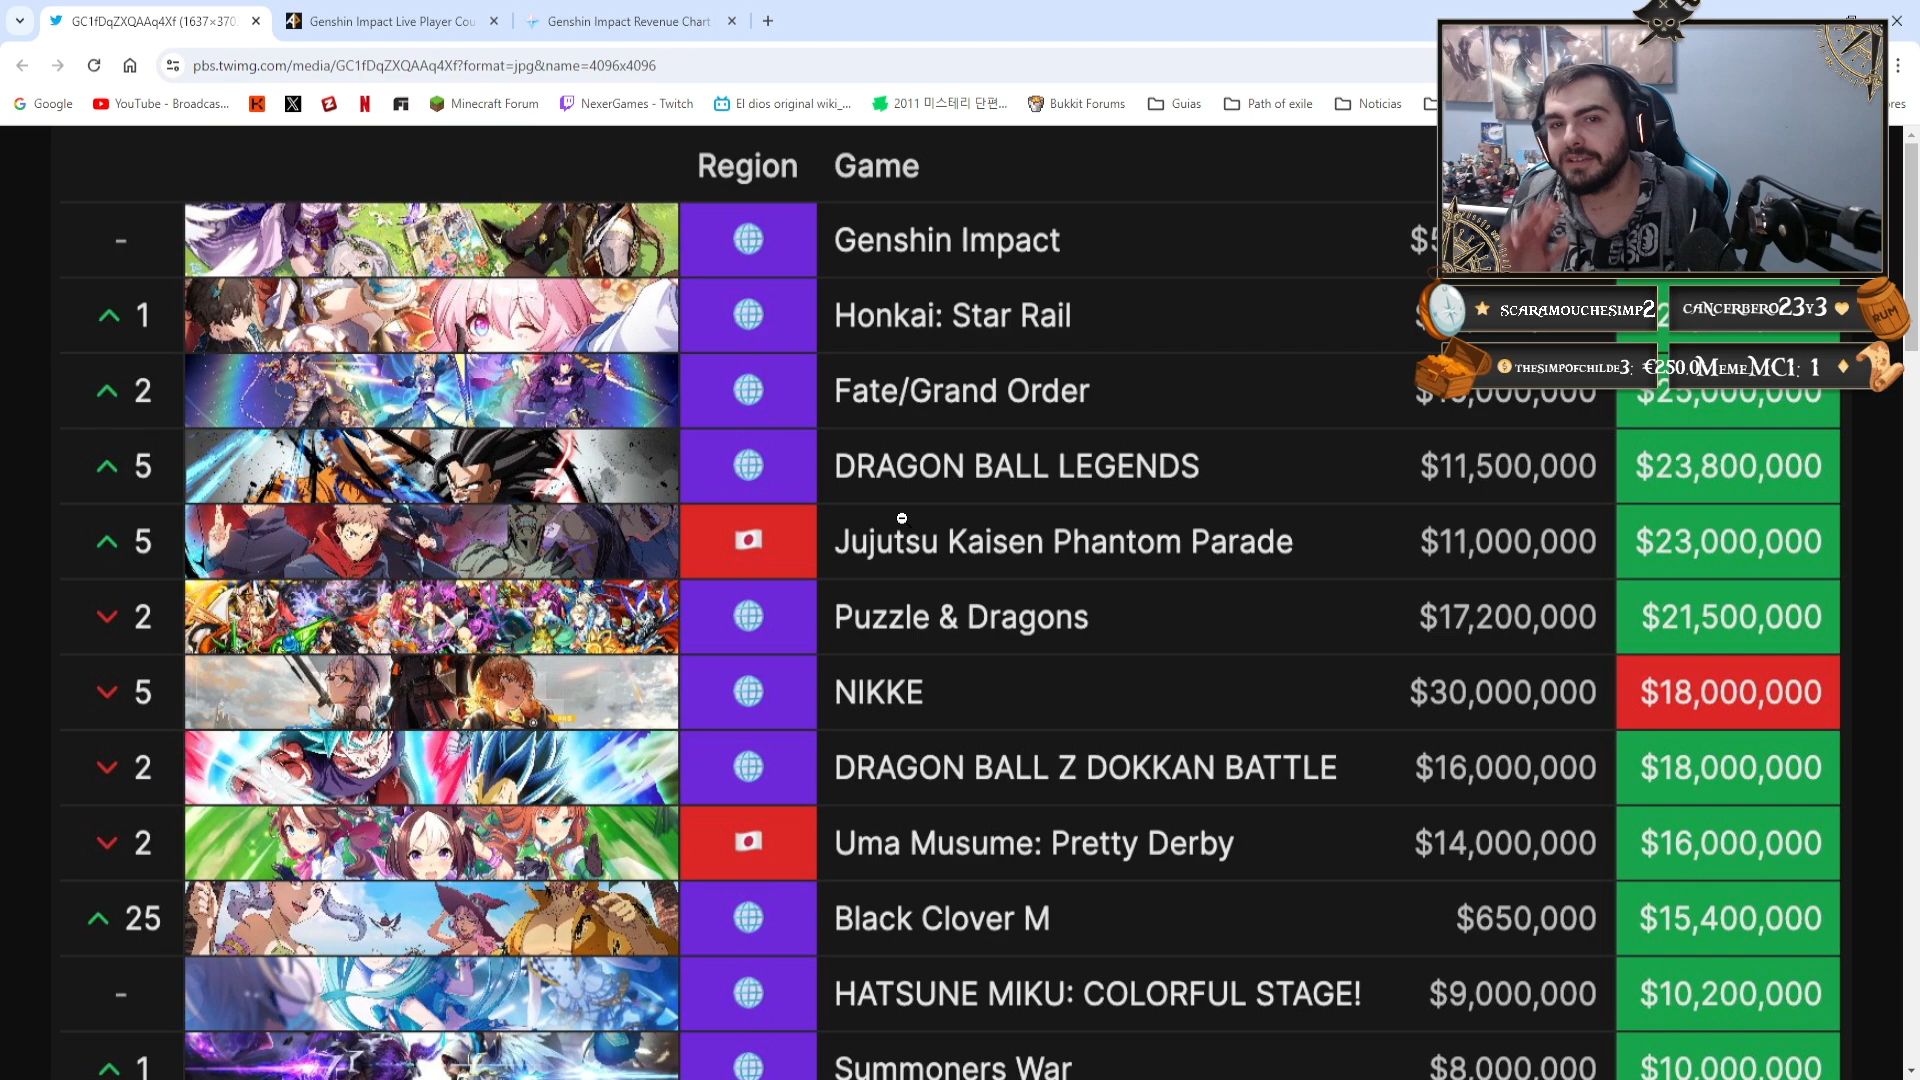 GC1fDqZXQAAq4Xf (1637×370
Genshin Impact Live Player Cou
Genshin Impact Revenue Chart
pbs.twimg.com/media/GC1fDqZXQAAq4Xf?format=jpg&name=4096x4096
Google
YouTube - Broadcas...
Minecraft Forum
NexerGames - Twitch
El dios original wiki_...
2011 미스테리 단편...
Bukkit Forums
Guias
Path of exile
Noticias
res
Region Game
- Genshin Impact $
1 Honkai: Star Rail
2 Fate/Grand Order $25,000,000
5 DRAGON BALL LEGENDS $11,500,000 $23,800,000
5 Jujutsu Kaisen Phantom Parade $11,000,000 $23,000,000
2 Puzzle & Dragons $17,200,000 $21,500,000
5 NIKKE $30,000,000 $18,000,000
2 DRAGON BALL Z DOKKAN BATTLE $16,000,000 $18,000,000
2 Uma Musume: Pretty Derby $14,000,000 $16,000,000
25 Black Clover M $650,000 $15,400,000
- HATSUNE MIKU: COLORFUL STAGE! $9,000,000 $10,200,000
1 Summoners War $8,000,000 $10,000,000
SCARAMOUCHESIMP2
CANCERBERO23Y3
THESIMPOFCHILDE3: €250.0
MEMEMC1: 1
RUM